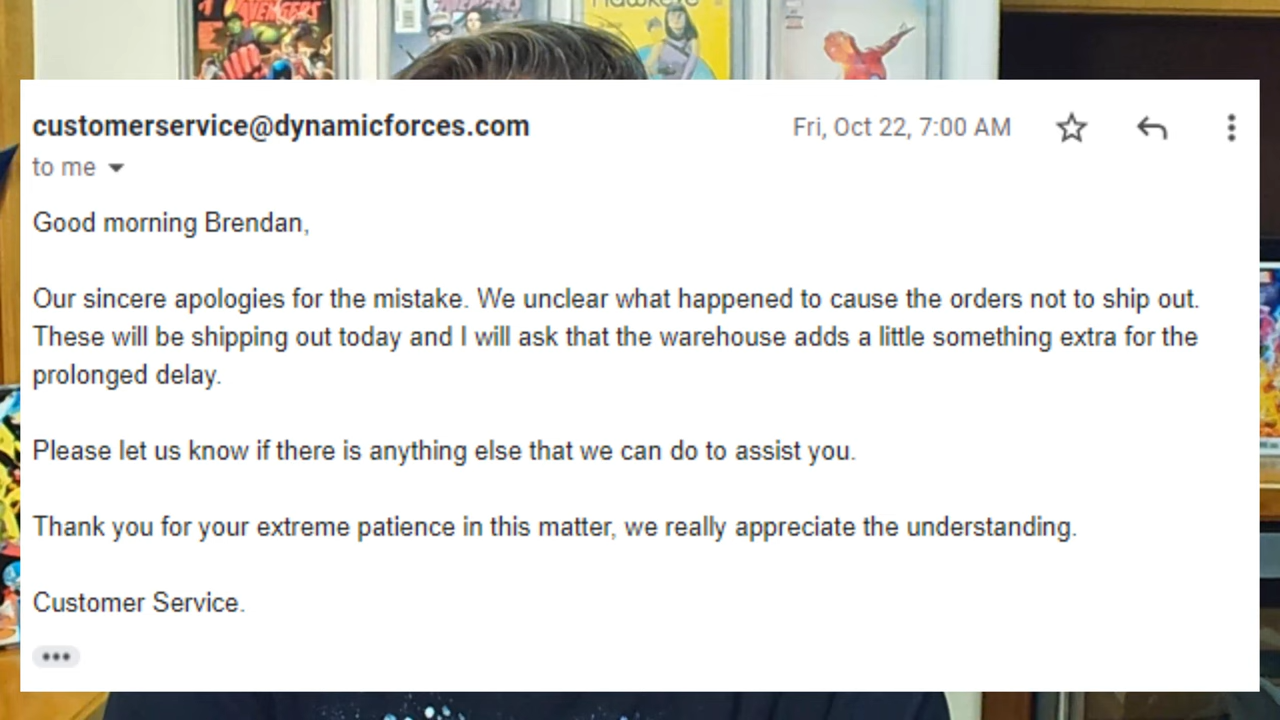 AVENGERS
Hawkeye
customerservice@dynamicforces.com
Fri, Oct 22, 7:00 AM
to me
Good morning Brendan,
Our sincere apologies for the mistake. We unclear what happened to cause the orders not to ship out.
These will be shipping out today and I will ask that the warehouse adds a little something extra for the
prolonged delay.
Please let us know if there is anything else that we can do to assist you.
Thank you for your extreme patience in this matter, we really appreciate the understanding.
Customer Service.